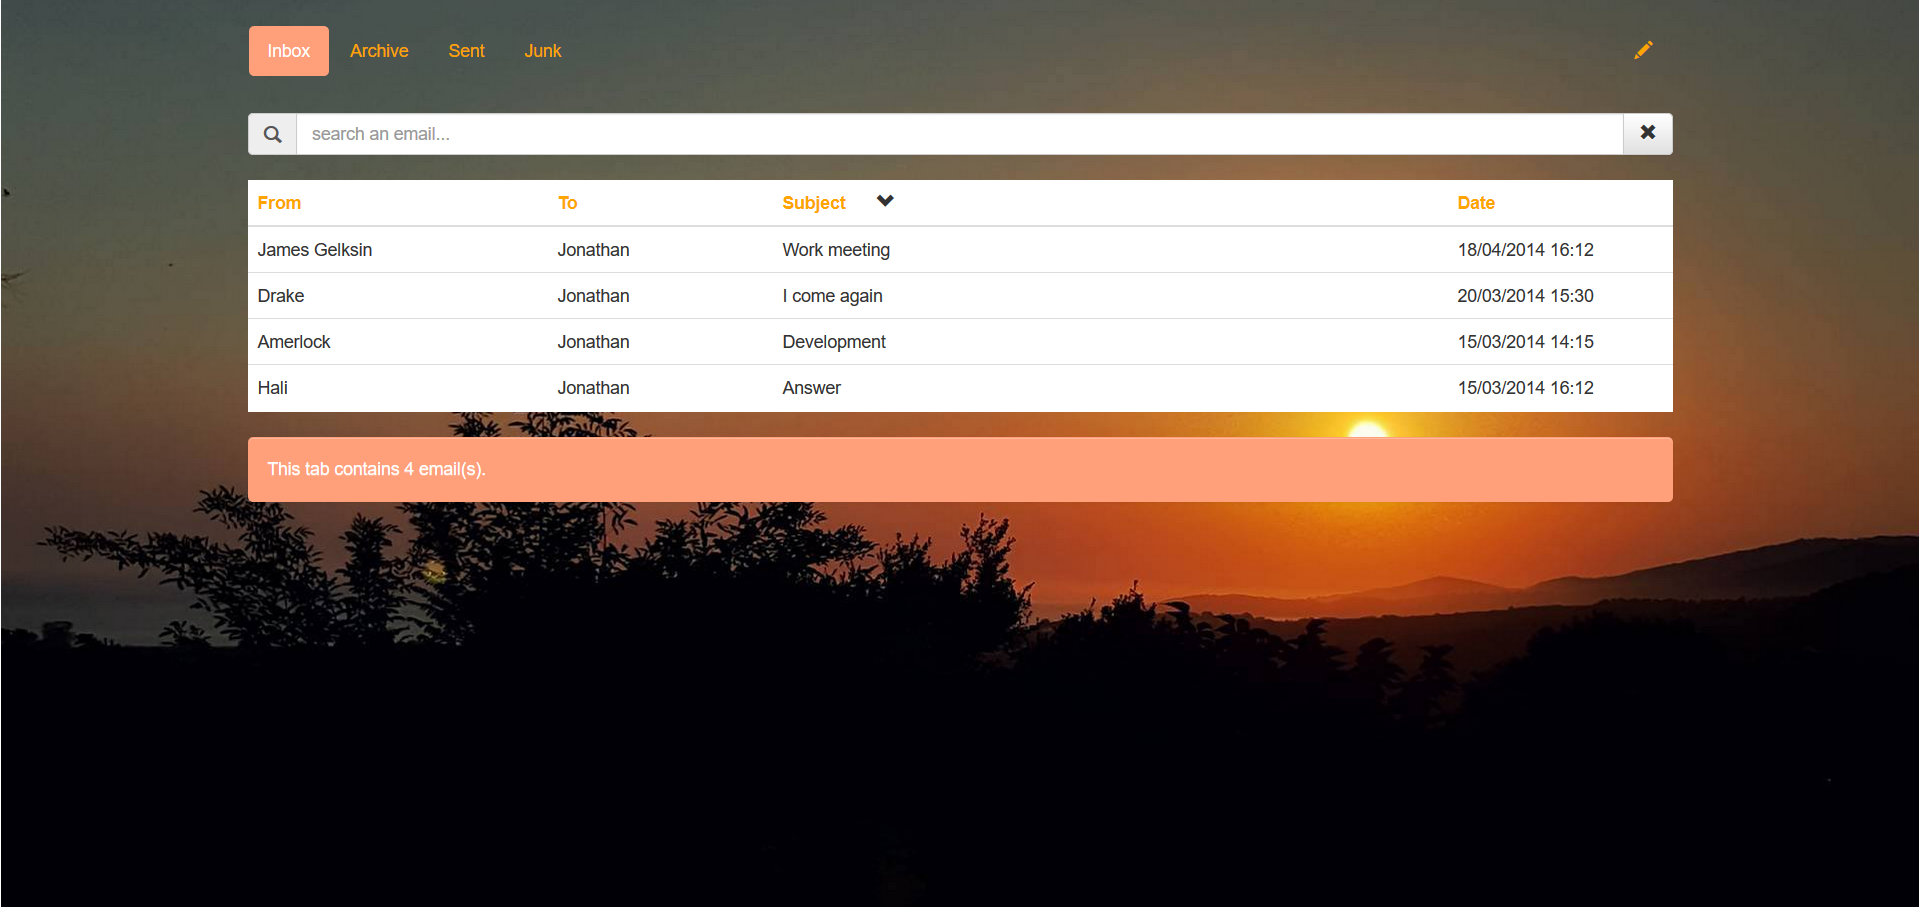 Inbox Archive Sent Junk
search an email...
From To Subject Date
James Gelksin Jonathan Work meeting 18/04/2014 16:12
Drake Jonathan I come again 20/03/2014 15:30
Amerlock Jonathan Development 15/03/2014 14:15
Hali Jonathan Answer 15/03/2014 16:12
This tab contains 4 email(s).